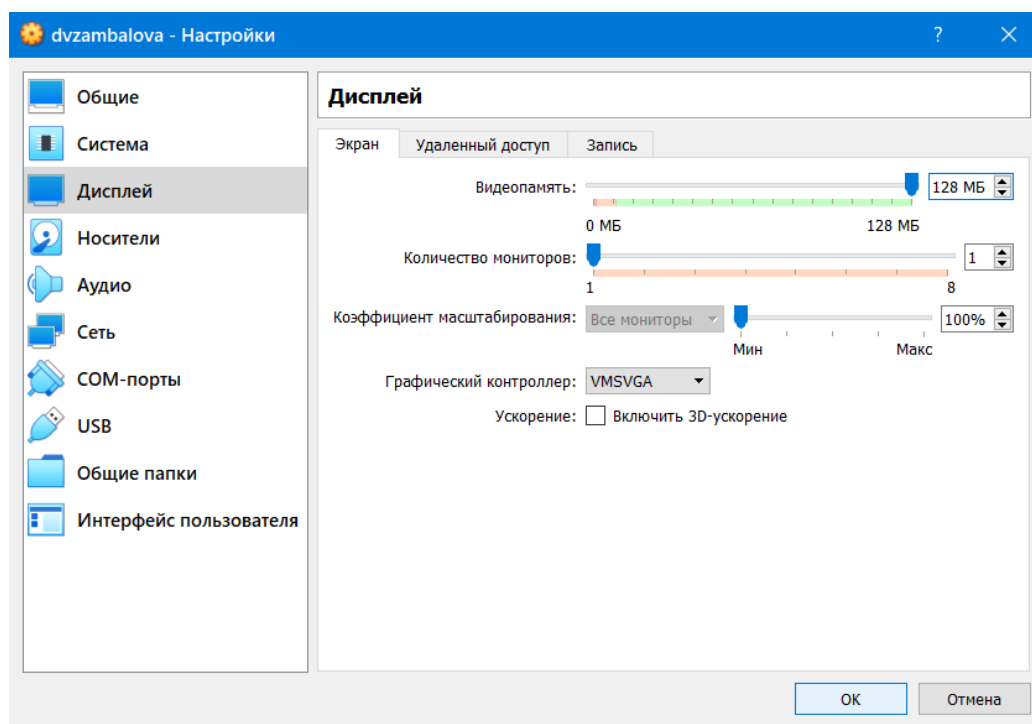 dvzambalova - Настройки
?
Общие
Система
Дисплей
Носители
Аудио
Сеть
COM-порты
USB
Общие папки
Интерфейс пользователя
Дисплей
Экран Удаленный доступ Запись
Видеопамять: 128 МБ
0 МБ 128 МБ
Количество мониторов: 1
1 8
Коэффициент масштабирования: Все мониторы 100%
Мин Макс
Графический контроллер: VMSVGA
Ускорение: Включить 3D-ускорение
ОК Отмена